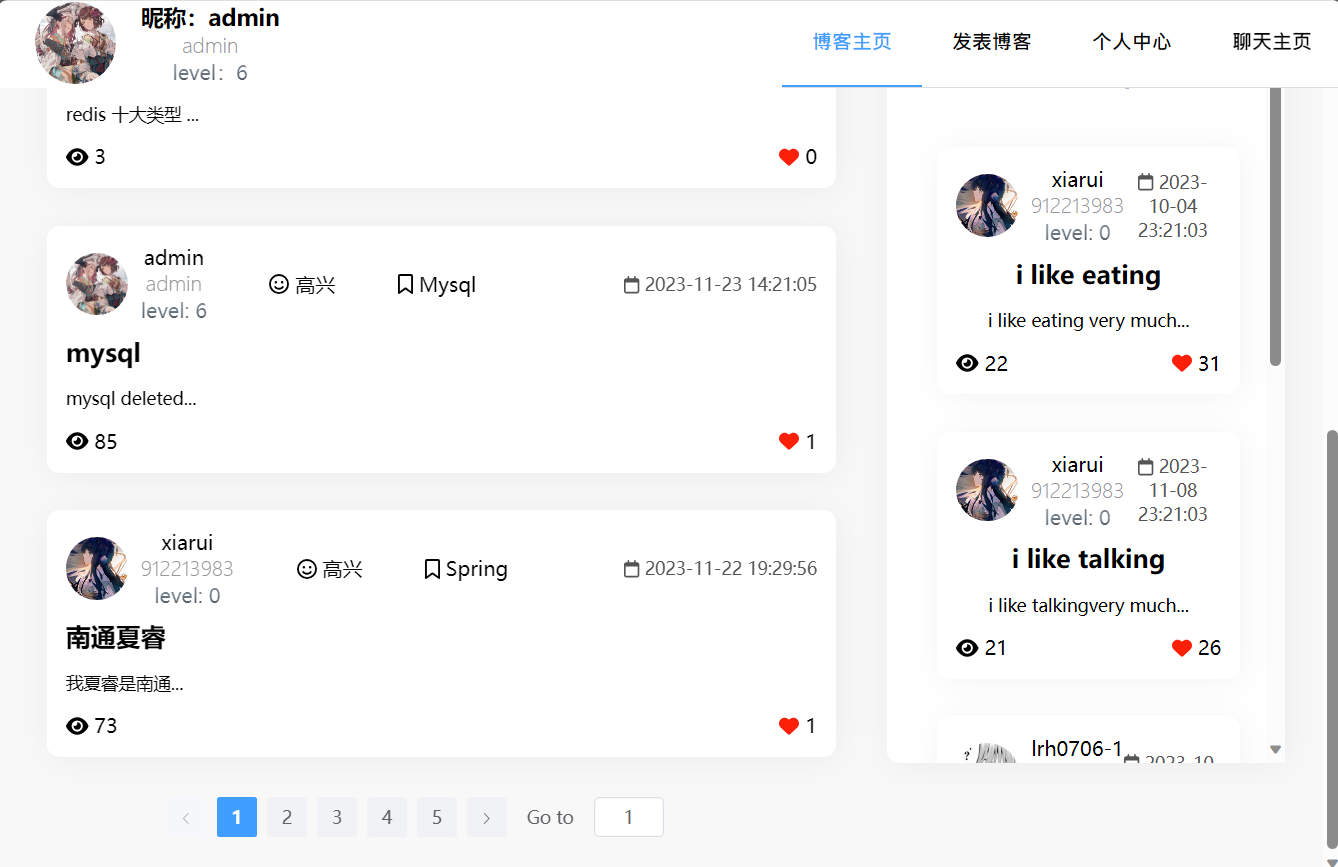 昵称：admin
admin
level：6
博客主页
发表博客
个人中心
聊天主页
redis 十大类型 ...
3
0
admin
admin
level: 6
高兴
Mysql
2023-11-23 14:21:05
mysql
mysql deleted...
85
1
xiarui
912213983
level: 0
高兴
Spring
2023-11-22 19:29:56
南通夏睿
我夏睿是南通...
73
1
1
2
3
4
5
Go to
1
xiarui
912213983
level: 0
2023-
10-04
23:21:03
i like eating
i like eating very much...
22
31
xiarui
912213983
level: 0
2023-
11-08
23:21:03
i like talking
i like talkingvery much...
21
26
lrh0706-1
2023-10